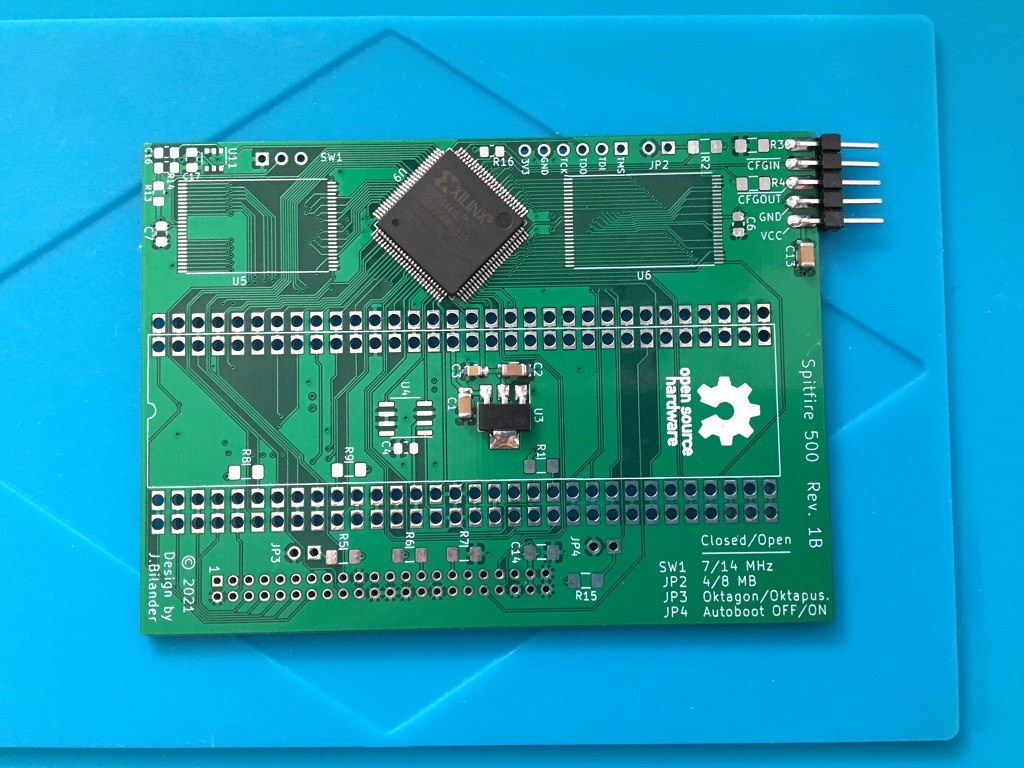 C16
U11
SW1
R16
3V3
GND
TCK
TDO
TDI
TMS
JP2
R2
R3
CFGIN
R4
CFGOUT
GND
VCC
C6
C13
C17
R14
R13
C7
U9
XILINX
U5
U6
C3
C2
C1
U3
U4
C4
R1
R8
R9
open source
hardware
Spitfire 500 Rev. 1B
JP3
R5
R6
R7
C14
JP4
R15
1
© 2021
Design by
J.Bilander
Closed/Open
SW1 7/14 MHz
JP2 4/8 MB
JP3 Oktagon/Oktapus.
JP4 Autoboot OFF/ON